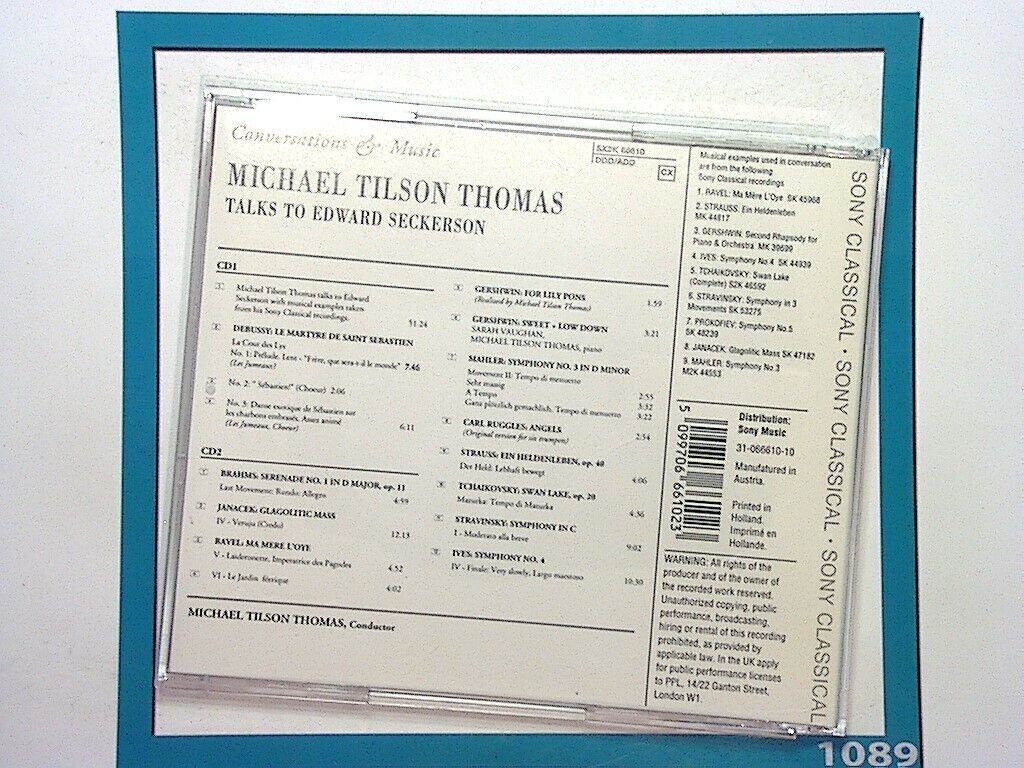 Conversations & Music
MICHAEL TILSON THOMAS
TALKS TO EDWARD SECKERSON
SX2K 66610
DDD/ADD
CX
CD1
Michael Tilson Thomas talks to Edward
Seckerson with musical examples taken
from his Sony Classical recordings. 51.24
DEBUSSY: LE MARTYRE DE SAINT SEBASTIEN
La Cour des Lys
No. 1: Prélude, Lent - "Frère, que sera-t-il le monde" 7.46
(Les Jumeaux)
No. 2: " Sébastien!" (Choeur) 2:06
No. 3: Danse extatique de Sébastien sur
les charbons embrasés. Assez animé
(Les Jumeaux, Choeur) 6:11
CD2
BRAHMS: SERENADE NO. 1 IN D MAJOR, op. 11
Last Movement: Rondo: Allegro 4:59
JANACEK: GLAGOLITIC MASS
IV - Veruju (Credo) 12.13
RAVEL: MA MERE L'OYE
V - Laideronette, Imperatrice des Pagodes 4.52
VI - Le Jardin féerique 4:02
GERSHWIN: FOR LILY PONS
(Realised by Michael Tilson Thomas) 1.59
GERSHWIN: SWEET + LOW DOWN
SARAH VAUGHAN,
MICHAEL TILSON THOMAS, piano 3:21
MAHLER: SYMPHONY NO. 3 IN D MINOR
Movement II: Tempo di menuetto
Sehr mässig 2:55
A Tempo 3:32
Ganz plötzlich gemächlich. Tempo di menuetto 3:22
CARL RUGGLES: ANGELS
(Original version for six trumpets) 2:54
STRAUSS: EIN HELDENLEBEN, op. 40
Der Held: Lebhaft bewegt 4:06
TCHAIKOVSKY: SWAN LAKE, op. 20
Mazurka: Tempo di Mazurka 4:36
STRAVINSKY: SYMPHONY IN C
I - Moderato alla breve 9:02
IVES: SYMPHONY NO. 4
IV - Finale: Very slowly, Largo maestoso 10:30
MICHAEL TILSON THOMAS, Conductor
Musical examples used in conversation
are from the following
Sony Classical recordings
1. RAVEL: Ma Mère L'Oye SK 45968
2. STRAUSS: Ein Heldenleben
MK 44817
3. GERSHWIN: Second Rhapsody for
Piano & Orchestra MK 39699
4. IVES: Symphony No.4 SK 44939
5. TCHAIKOVSKY: Swan Lake
(Complete) S2K 46592
6. STRAVINSKY: Symphony in 3
Movements SK 53275
7. PROKOFIEV: Symphony No.5
SK 48239
8. JANACEK: Glagolitic Mass SK 47182
9. MAHLER: Symphony No.3
M2K 44553
5 099706 661023
Distribution:
Sony Music
31-066610-10
Manufatured in
Austria.
Printed in
Holland.
Imprimé en
Hollande.
WARNING: All rights of the
producer and of the owner of
the recorded work reserved.
Unauthorized copying, public
performance, broadcasting,
hiring or rental of this recording
prohibited, as provided by
applicable law. In the UK apply
for public performance licenses
to PPL, 14/22 Ganton Street,
London W1.
SONY CLASSICAL · SONY CLASSICAL · SONY CLASSICAL
1089